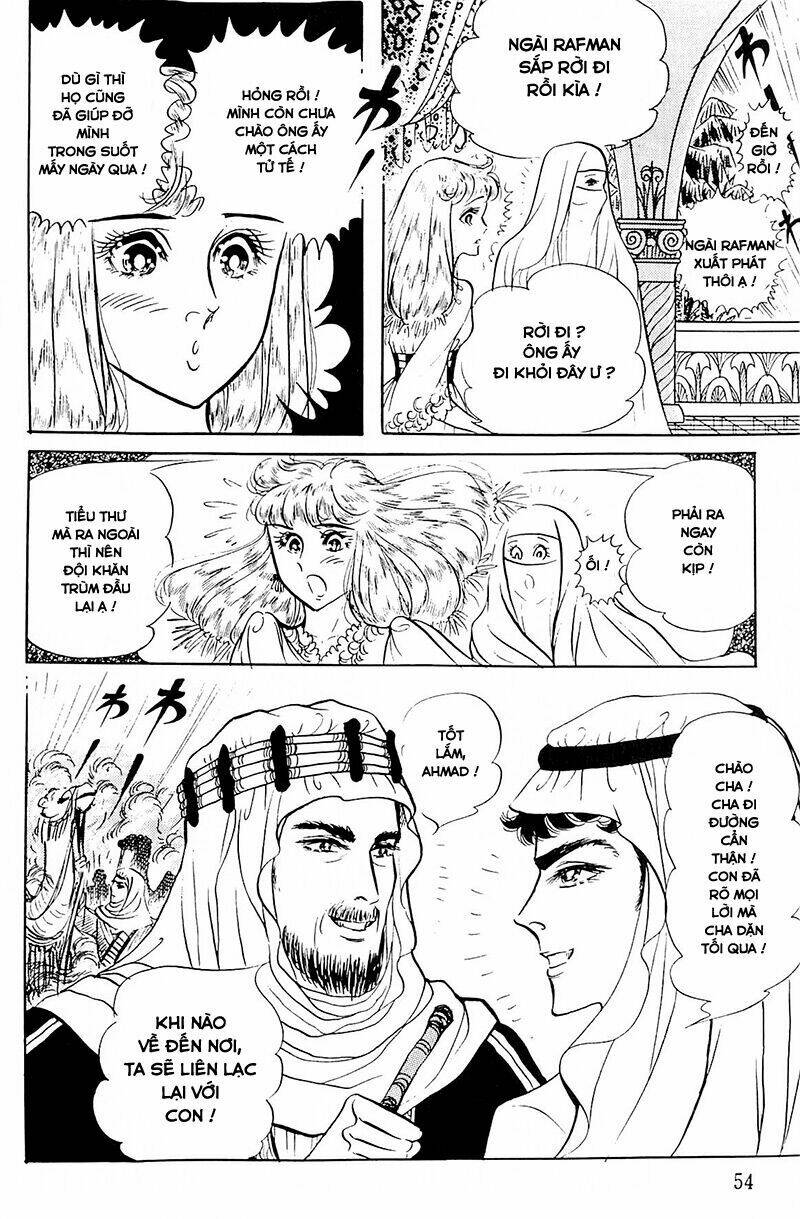 NGÀI RAFMAN
SẮP RỜI ĐI
RỒI KÌA !
ĐẾN
GIỜ
RỒI !
NGÀI RAFMAN
XUẤT PHÁT
THÔI Ạ !
RỜI ĐI ?
ÔNG ẤY
ĐI KHỎI ĐÂY Ư ?
HỎNG RỒI !
MÌNH CÒN CHƯA
CHÀO ÔNG ẤY
MỘT CÁCH
TỬ TẾ !
DÙ GÌ THÌ
HỌ CŨNG
ĐÃ GIÚP ĐỠ
MÌNH
TRONG SUỐT
MẤY NGÀY QUA !
PHẢI RA
NGAY
CÒN
KỊP !
ỐI !
TIỂU THƯ
MÀ RA NGOÀI
THÌ NÊN
ĐỘI KHĂN
TRÙM ĐẦU
LẠI Ạ !
CHÀO
CHA !
CHA ĐI
ĐƯỜNG
CẨN
THẬN !
CON ĐÃ
RÕ MỌI
LỜI MÀ
CHA DẶN
TỐI QUA !
TỐT
LẮM,
AHMAD !
KHI NÀO
VỀ ĐẾN NƠI,
TA SẼ LIÊN LẠC
LẠI VỚI
CON !
54